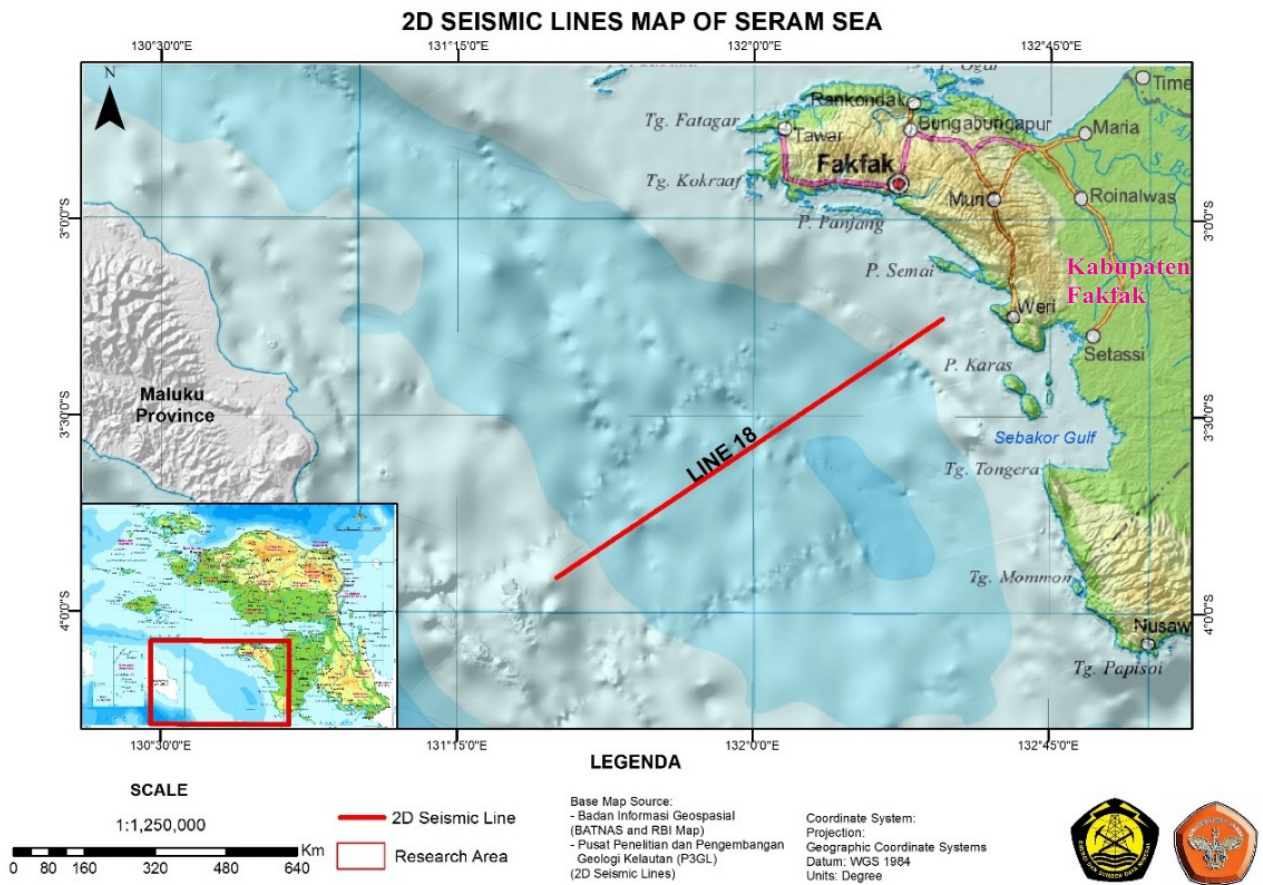 2D SEISMIC LINES MAP OF SERAM SEA
130°30'0"E
131°15'0"E
132°0'0"E
132°45'0"E
N
P. Ogar
Time
Rankondak
Tg. Fatagar
Tawar
Bungabuncapur
Maria
Fakfak
Tg. Kokraaf
Muri
Roinalwas
3°0'0"S
3°0'0"S
P. Panjang
P. Semai
Kabupaten
Fakfak
Weri
Setassi
P. Karas
Maluku
Province
3°30'0"S
3°30'0"S
LINE 18
Sebakor Gulf
Tg. Tongera
Tg. Mommon
4°0'0"S
4°0'0"S
Nusaw
Tg. Papisoi
130°30'0"E
131°15'0"E
132°0'0"E
132°45'0"E
LEGENDA
SCALE
1:1,250,000
Km
0 80 160 320 480 640
2D Seismic Line
Research Area
Base Map Source:
- Badan Informasi Geospasial
(BATNAS and RBI Map)
- Pusat Penelitian dan Pengembangan
Geologi Kelautan (P3GL)
(2D Seismic Lines)
Coordinate System:
Projection:
Geographic Coordinate Systems
Datum: WGS 1984
Units: Degree